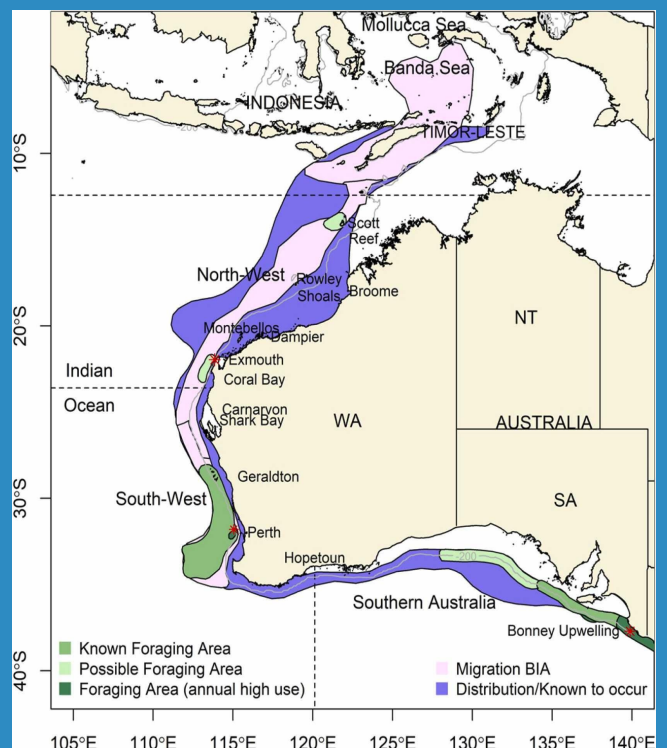 Mollucca Sea
Banda Sea
INDONESIA
-200
TIMOR-LESTE
10°S
Scott
Reef
North-West
Rowley
Shoals
Broome
NT
20°S
Montebellos
Dampier
Exmouth
Indian
Coral Bay
Ocean
Carnarvon
Shark Bay
WA
AUSTRALIA
Geraldton
30°S
South-West
SA
Perth
Hopetoun
-200
Southern Australia
Bonney Upwelling
Known Foraging Area
Possible Foraging Area
Migration BIA
Foraging Area (annual high use)
Distribution/Known to occur
40°S
105°E 110°E 115°E 120°E 125°E 130°E 135°E 140°E